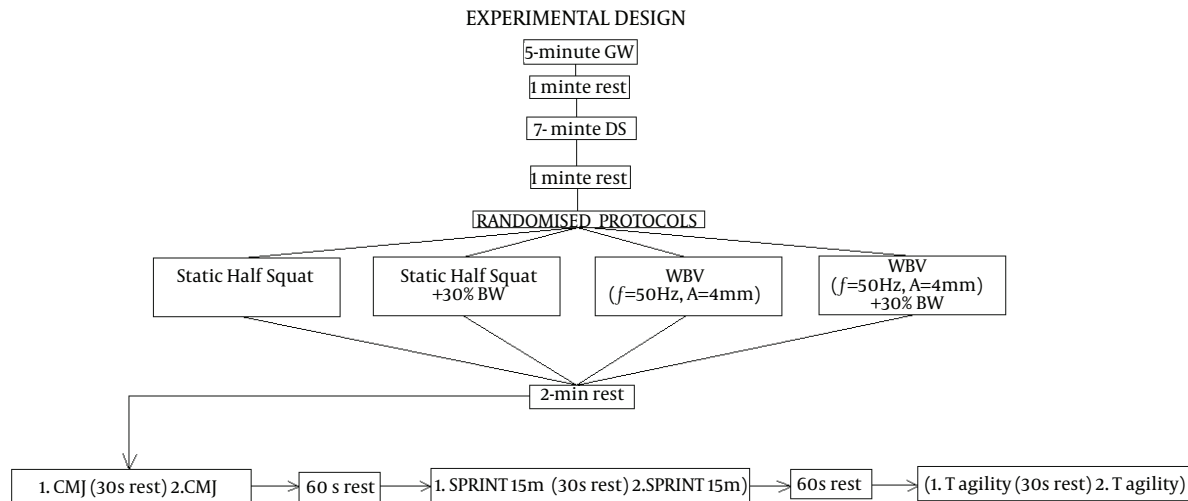 EXPERIMENTAL DESIGN
5-minute GW
1 minte rest
7- minte DS
1 minte rest
RANDOMISED PROTOCOLS
Static Half Squat
Static Half Squat
+30% BW
WBV
(f=50Hz, A=4mm)
WBV
(f=50Hz, A=4mm)
+30% BW
2-min rest
1. CMJ (30s rest) 2.CMJ
60 s rest
1. SPRINT 15m (30s rest) 2.SPRINT 15m)
60s rest
(1. T agility (30s rest) 2. T agility)